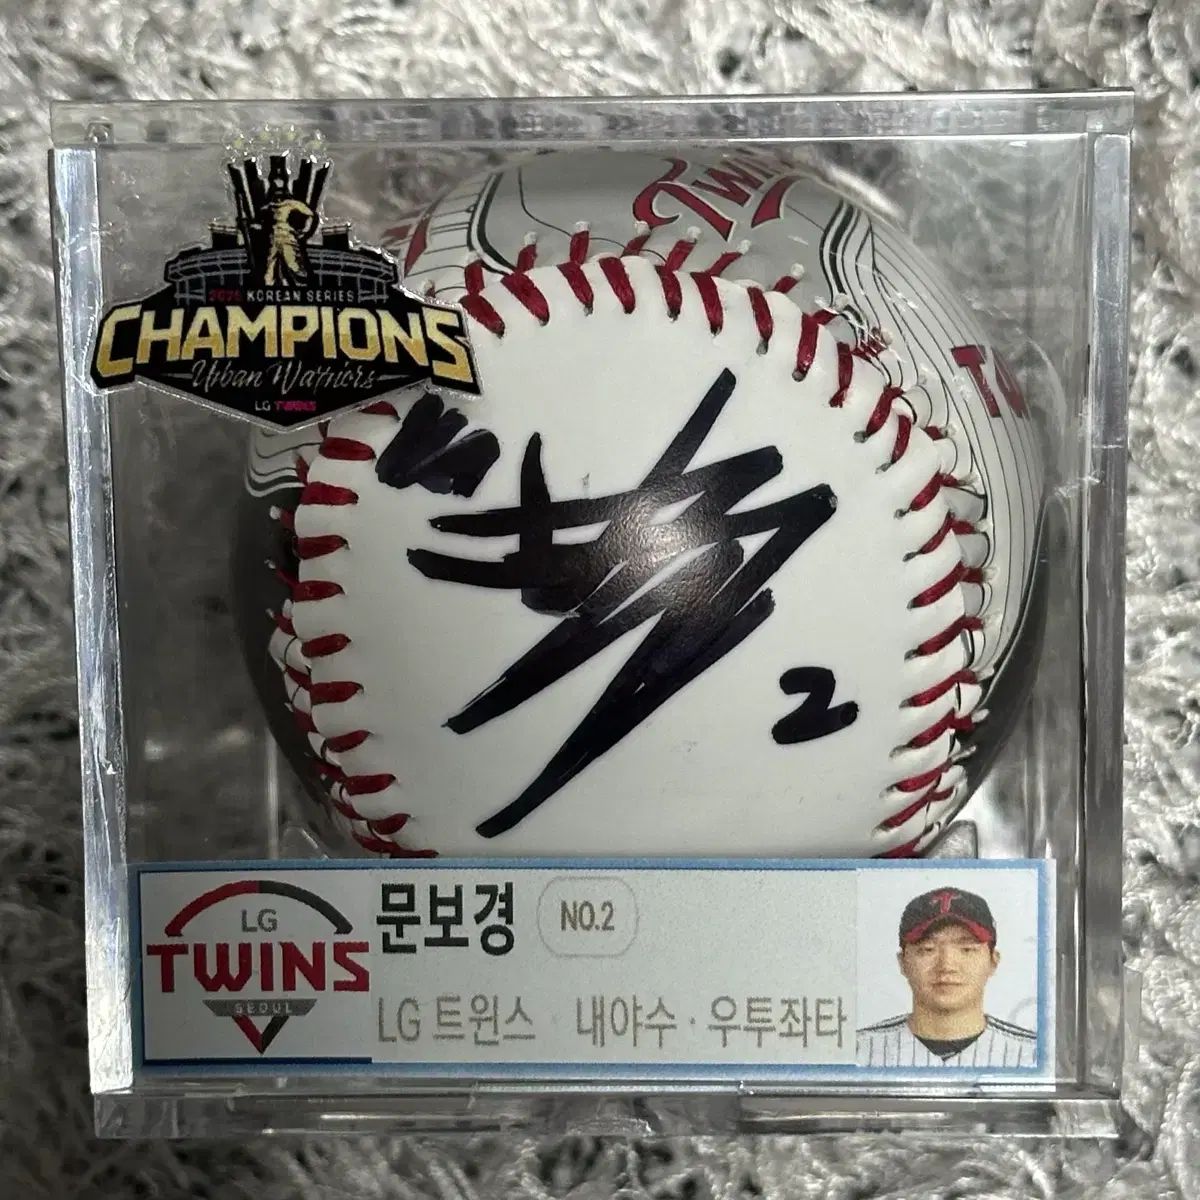 TWINS
2025 KOREAN SERIES
CHAMPIONS
Urban Warriors
LG TWINS
2
LG
TWINS
SEOUL
문보경 NO.2
LG 트윈스 내야수·우투좌타